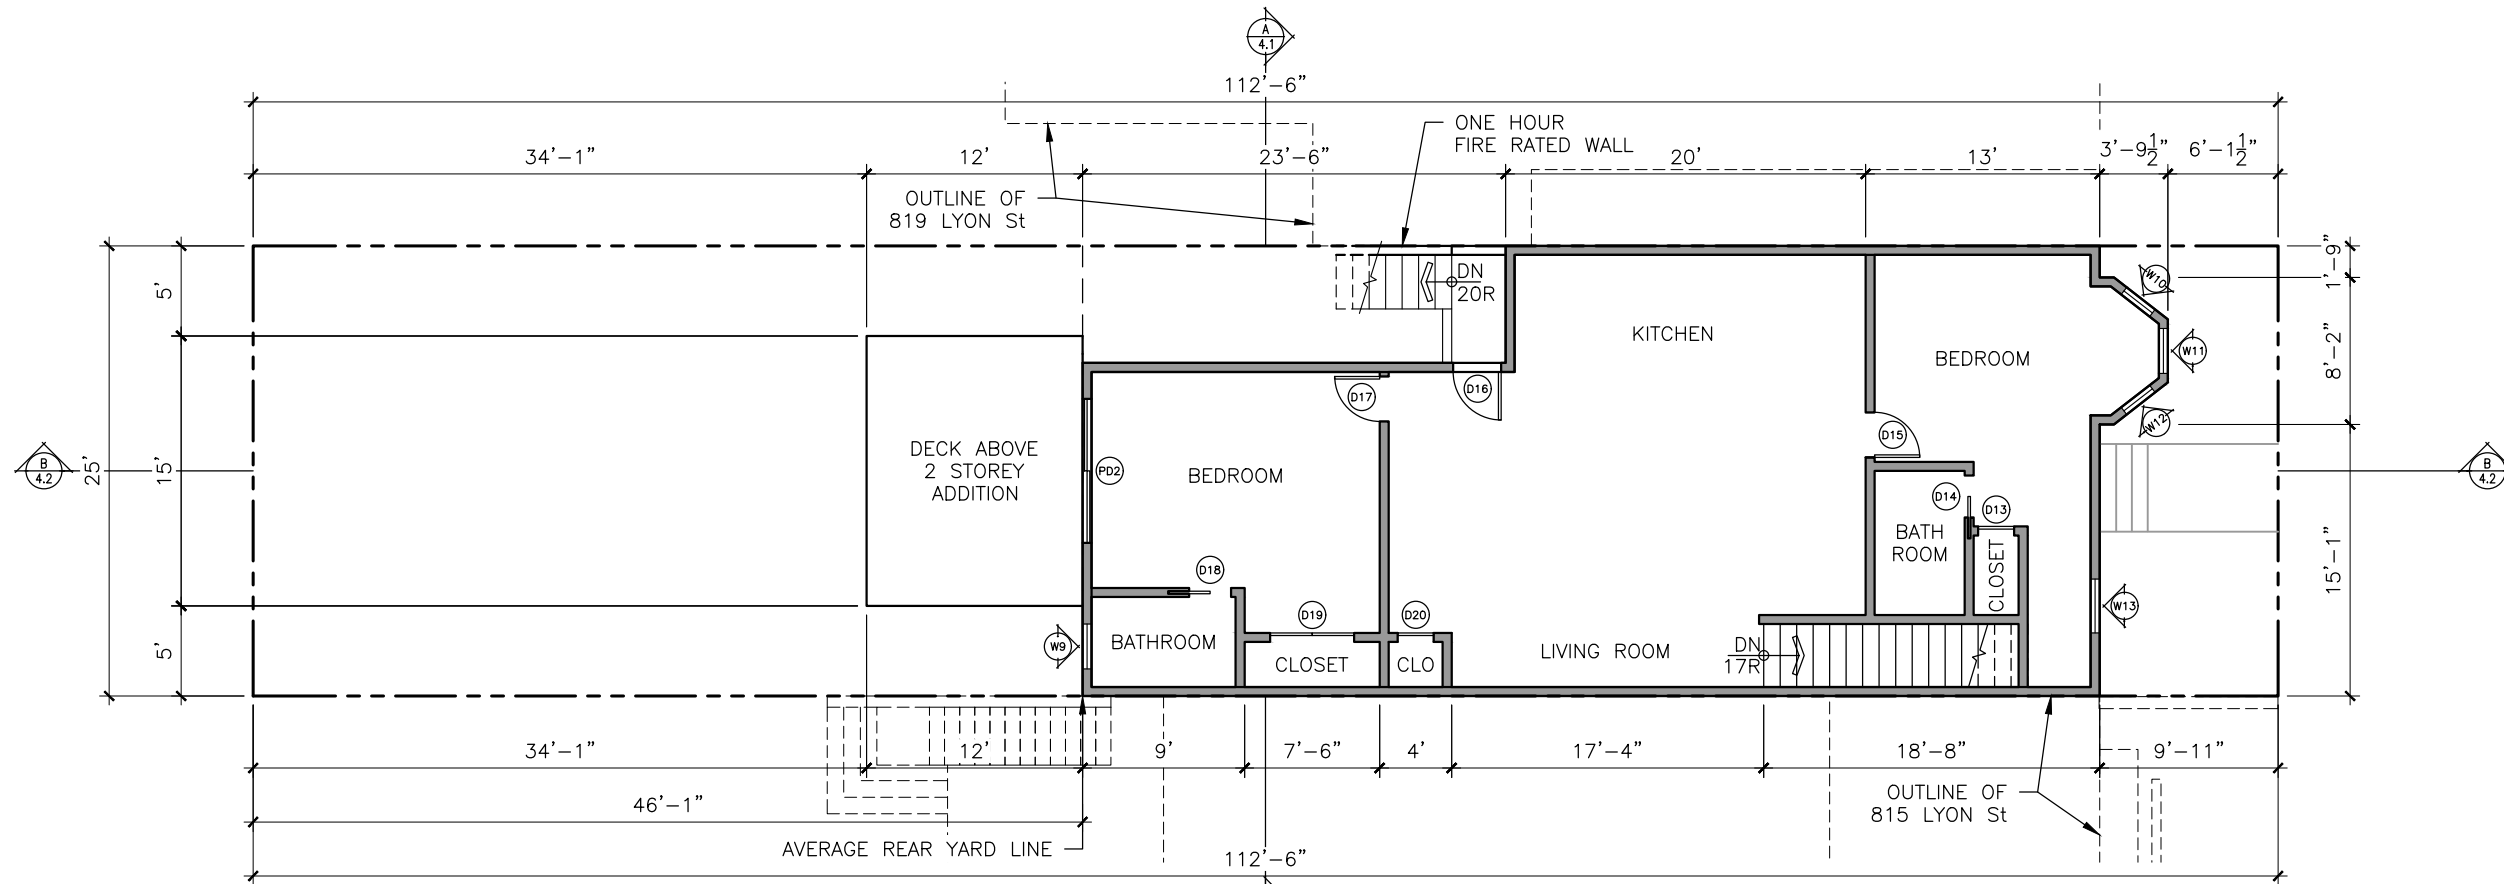 A
4.1
112'-6"
ONE HOUR
FIRE RATED WALL
34'-1"
12'
23'-6"
20'
13'
3'-9 1/2"
6'-1 1/2"
OUTLINE OF
819 LYON St
5'
1'-9"
DN
20R
W10
KITCHEN
BEDROOM
W11
8'-2"
D17
D16
W12
D15
DECK ABOVE
2 STOREY
ADDITION
B
4.2
25'
15'
PD2
BEDROOM
B
4.2
D14
D13
BATH
ROOM
CLOSET
15'-1"
D18
D19
D20
W13
5'
W9
BATHROOM
CLOSET
CLO
LIVING ROOM
DN
17R
34'-1"
12'
9'
7'-6"
4'
17'-4"
18'-8"
9'-11"
46'-1"
OUTLINE OF
815 LYON St
AVERAGE REAR YARD LINE
112'-6"